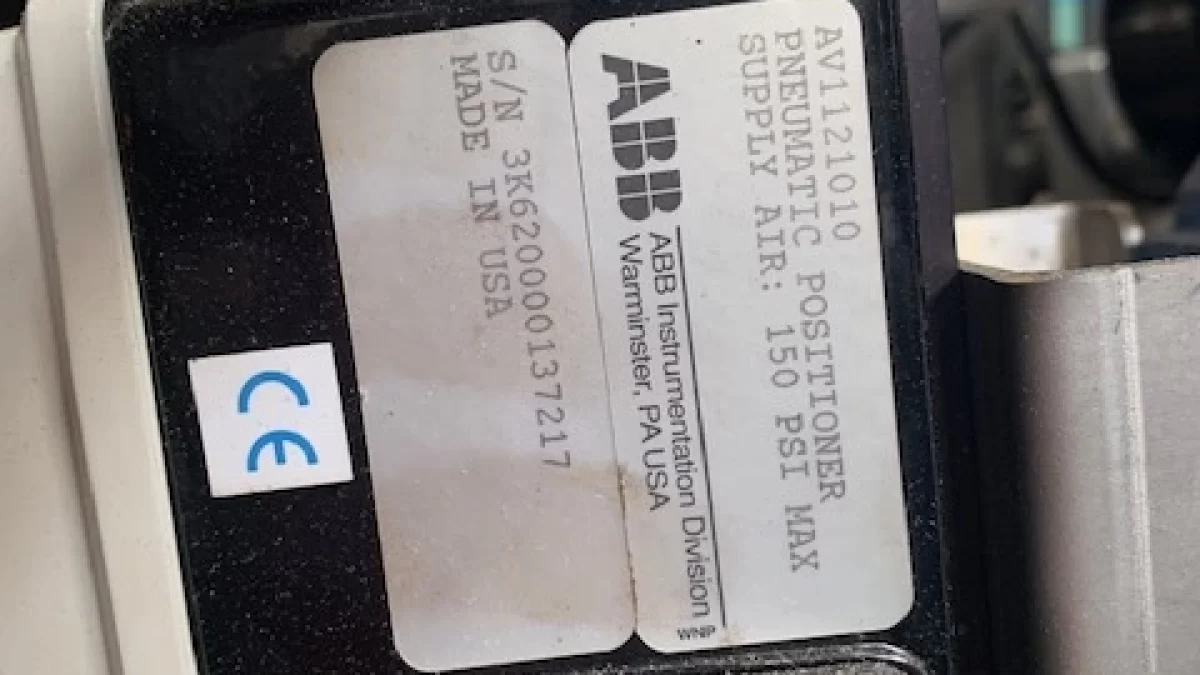 AV1121010
PNEUMATIC POSITIONER
SUPPLY AIR: 150 PSI MAX
ABB
ABB Instrumentation Division
Warminster, PA USA
WNP
S/N 3K620000137217
MADE IN USA
CE